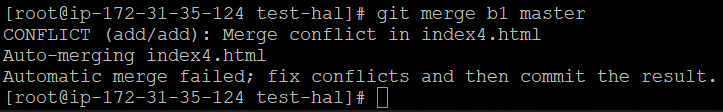 [root@ip-172-31-35-124 test-hal]# git merge b1 master
CONFLICT (add/add): Merge conflict in index4.html
Auto-merging index4.html
Automatic merge failed; fix conflicts and then commit the result.
[root@ip-172-31-35-124 test-hal]#